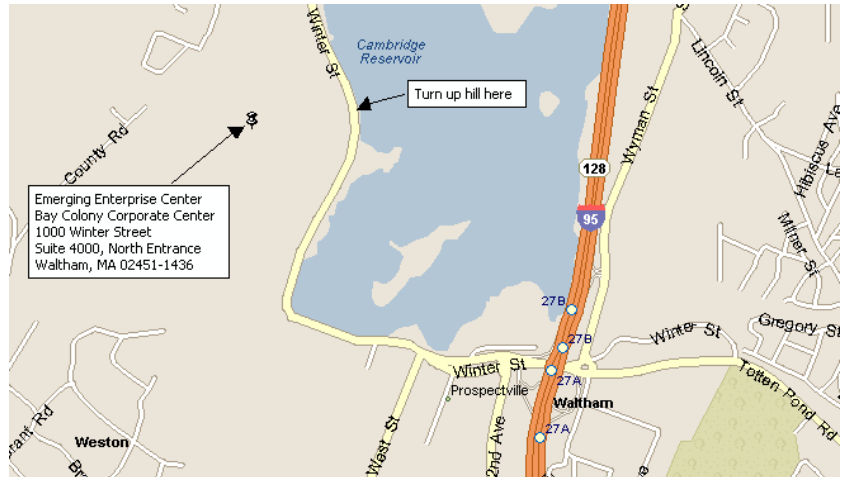 Winter St
Cambridge
Reservoir
Turn up hill here
Lincoln St
Hibiscus Ave
Wyman St
County Rd
128
95
Emerging Enterprise Center
Bay Colony Corporate Center
1000 Winter Street
Suite 4000, North Entrance
Waltham, MA 02451-1436
Milner St
27B
27B
Winter St
Gregory St
Winter St
27A
Totten Pond Rd
Prospectville
Waltham
27A
Weston
West St
2nd Ave